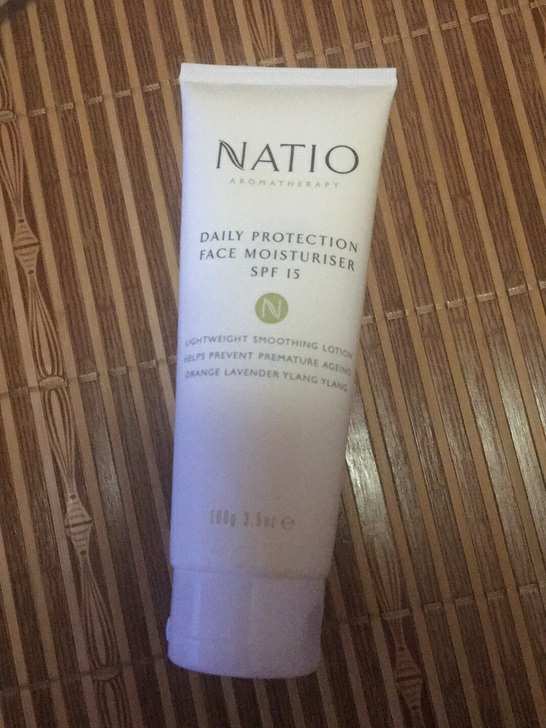 NATIO
AROMATHERAPY
DAILY PROTECTION
FACE MOISTURISER
SPF 15
N
LIGHTWEIGHT SMOOTHING LOTION
HELPS PREVENT PREMATURE AGEING
ORANGE LAVENDER YLANG YLANG
100g 3.5oz ℮